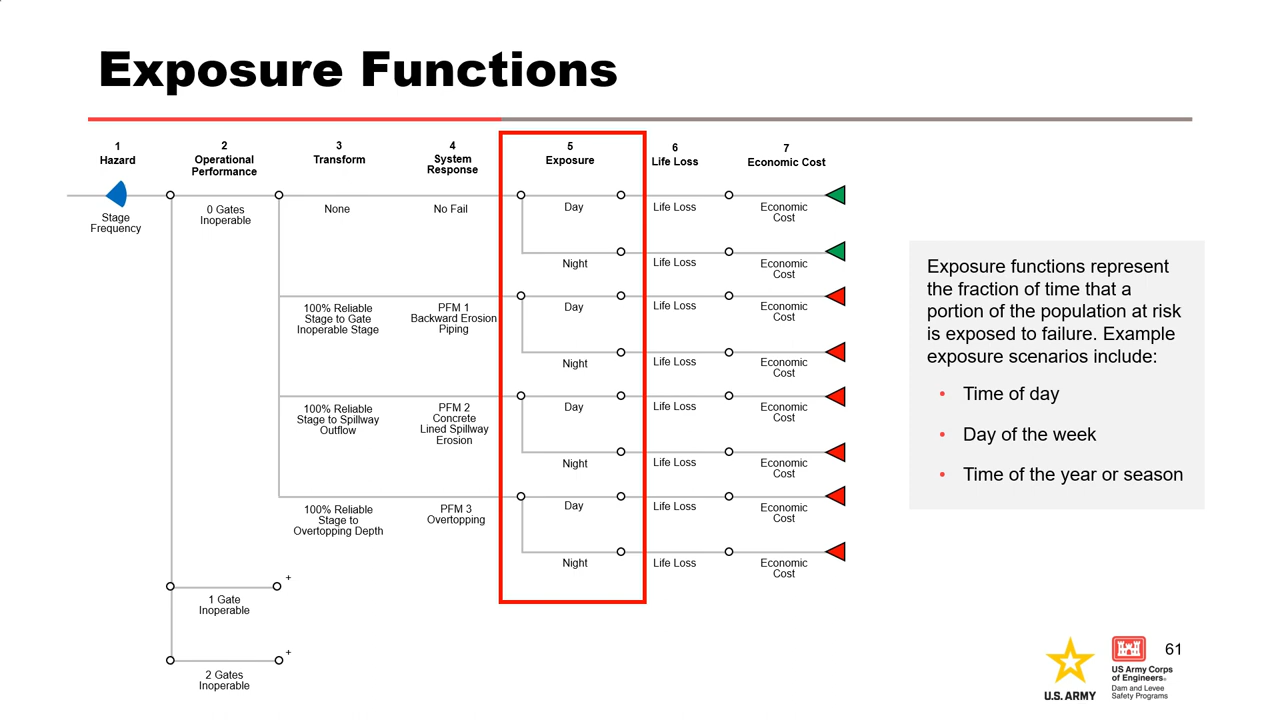 Exposure Functions
1
Hazard
2
Operational
Performance
3
Transform
4
System
Response
5
Exposure
6
Life Loss
7
Economic Cost
Stage
Frequency
0 Gates
Inoperable
None
No Fail
Day
Life Loss
Economic
Cost
Night
Life Loss
Economic
Cost
100% Reliable
Stage to Gate
Inoperable Stage
PFM 1
Backward Erosion
Piping
Day
Life Loss
Economic
Cost
Night
Life Loss
Economic
Cost
100% Reliable
Stage to Spillway
Outflow
PFM 2
Concrete
Lined Spillway
Erosion
Day
Life Loss
Economic
Cost
Night
Life Loss
Economic
Cost
100% Reliable
Stage to
Overtopping Depth
PFM 3
Overtopping
Day
Life Loss
Economic
Cost
Night
Life Loss
Economic
Cost
+
1 Gate
Inoperable
+
2 Gates
Inoperable
Exposure functions represent
the fraction of time that a
portion of the population at risk
is exposed to failure. Example
exposure scenarios include:
• Time of day
• Day of the week
• Time of the year or season
U.S. ARMY
US Army Corps
of Engineers®
Dam and Levee
Safety Programs
61